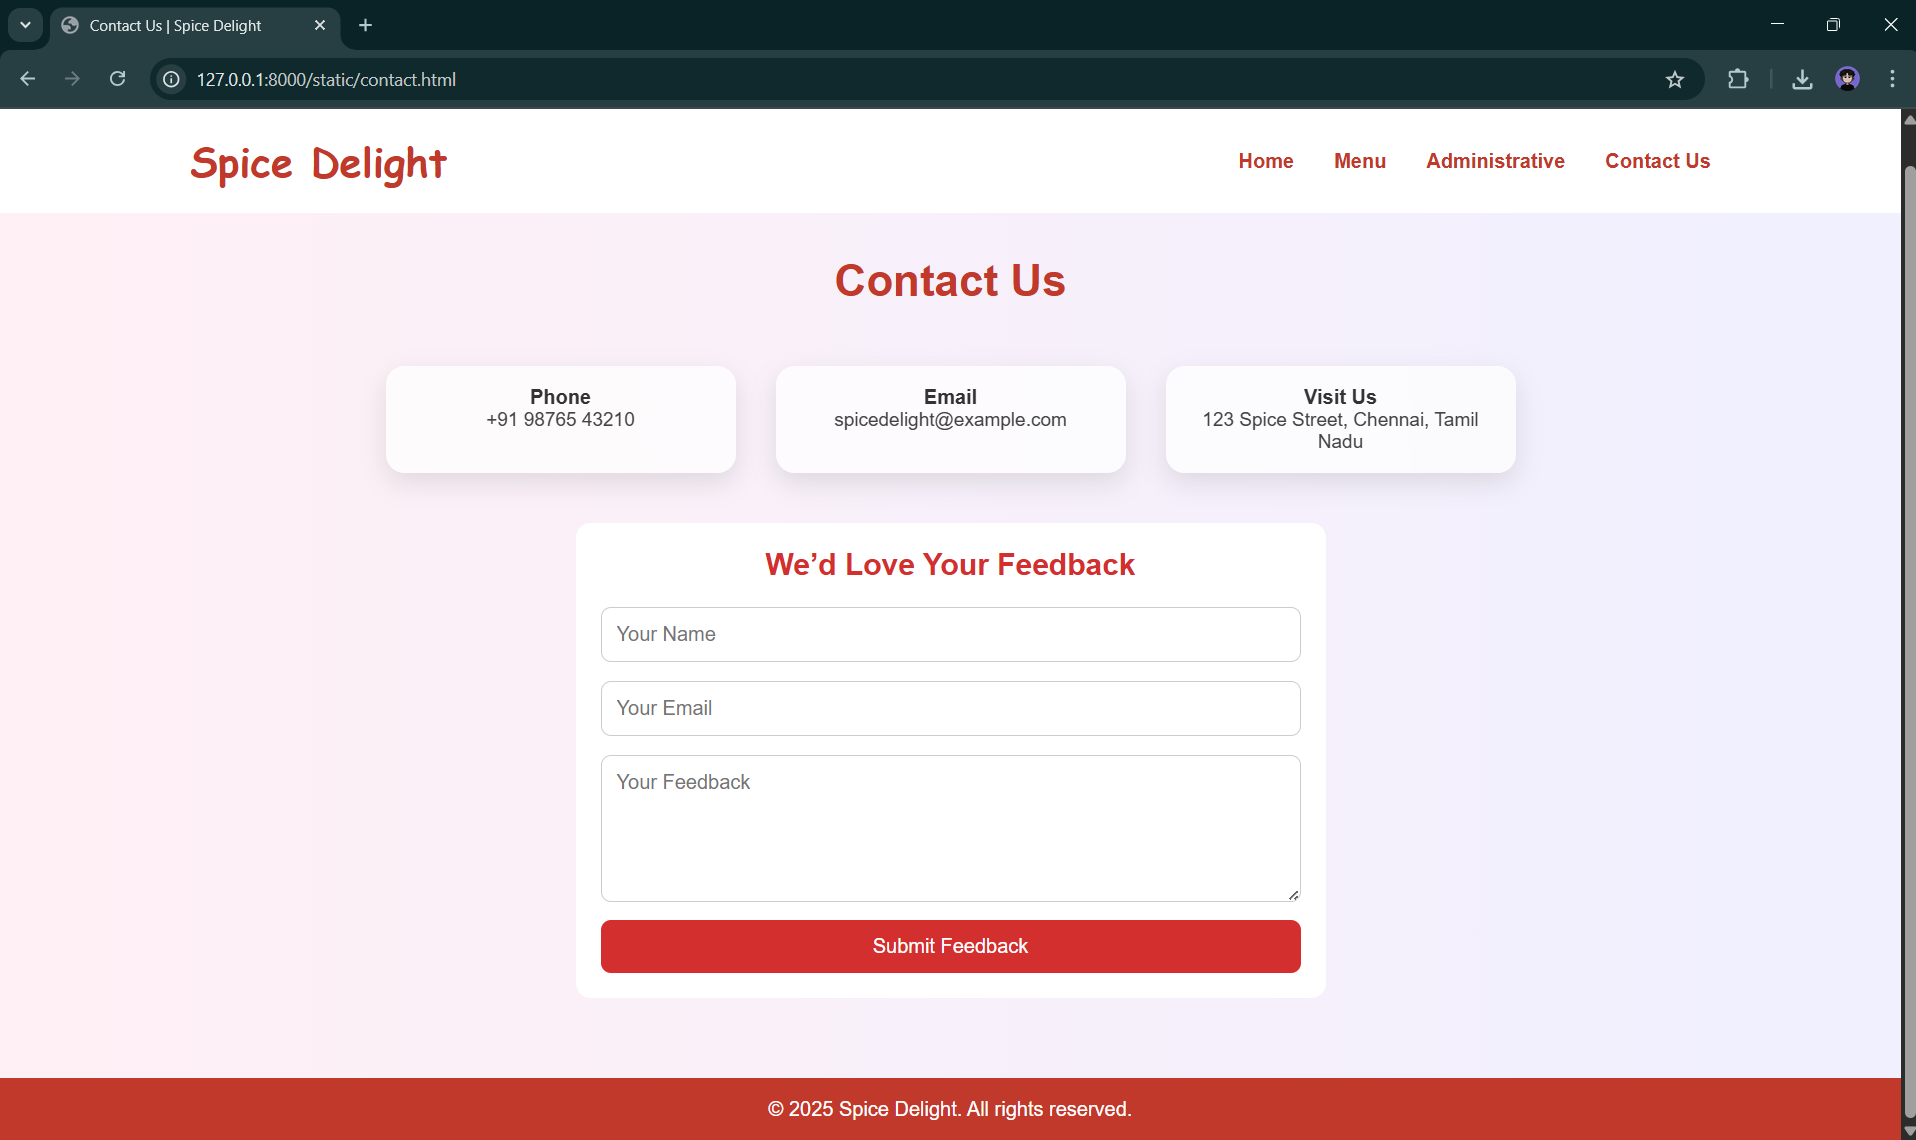 Contact Us | Spice Delight
127.0.0.1:8000/static/contact.html
Spice Delight
Home Menu Administrative Contact Us
Contact Us
Phone
+91 98765 43210
Email
spicedelight@example.com
Visit Us
123 Spice Street, Chennai, Tamil
Nadu
We’d Love Your Feedback
Your Name
Your Email
Your Feedback
Submit Feedback
© 2025 Spice Delight. All rights reserved.